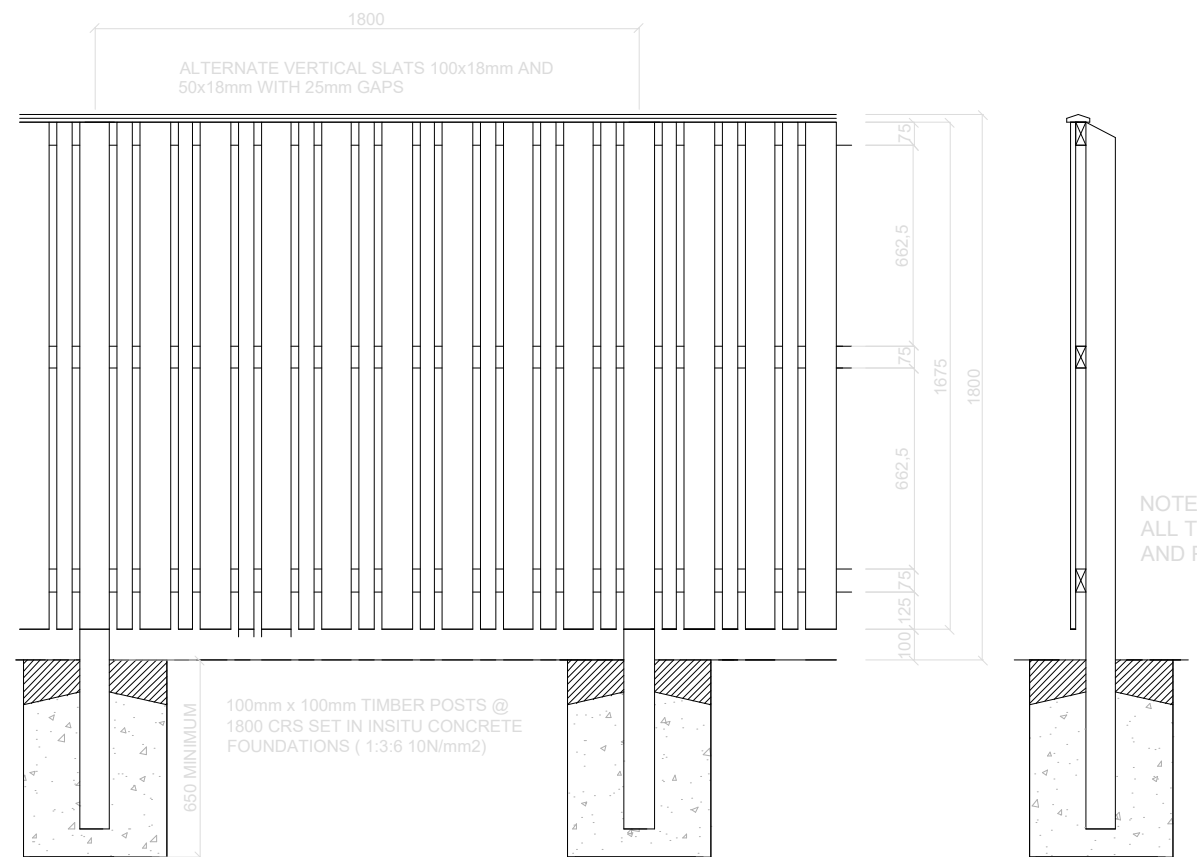 1800
ALTERNATE VERTICAL SLATS 100x18mm AND
50x18mm WITH 25mm GAPS
75
662,5
75
1675
1800
662,5
75
125
100
NOTE
ALL T
AND
650 MINIMUM
100mm x 100mm TIMBER POSTS @
1800 CRS SET IN INSITU CONCRETE
FOUNDATIONS ( 1:3:6 10N/mm2)